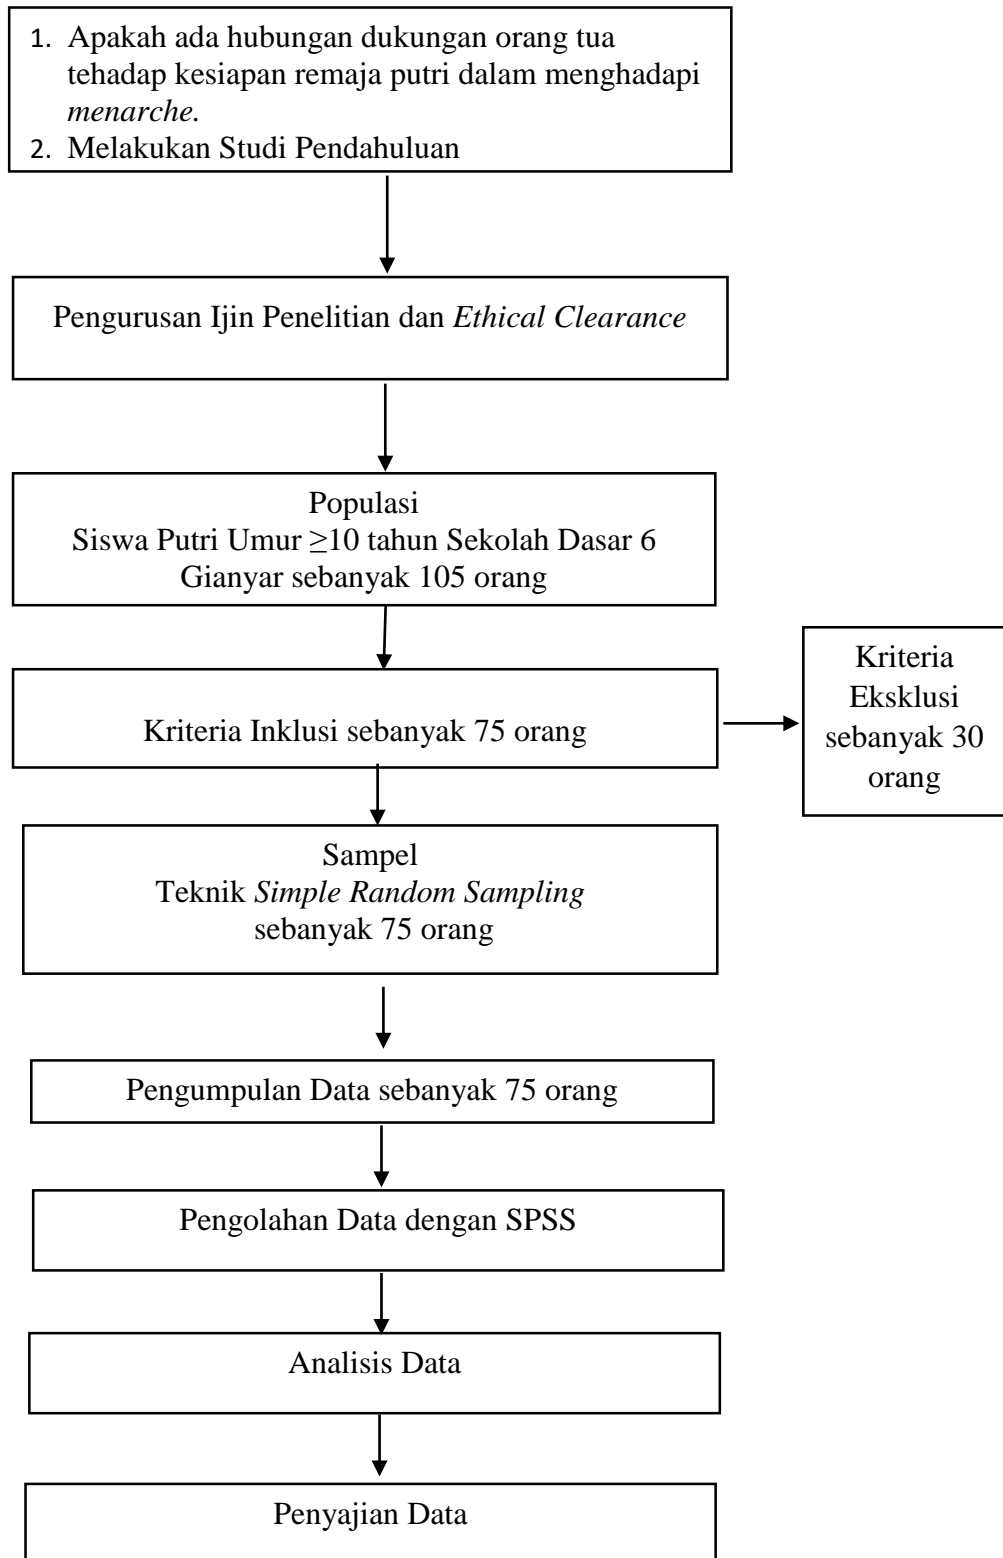 1. Apakah ada hubungan dukungan orang tua
tehadap kesiapan remaja putri dalam menghadapi
menarche.
2. Melakukan Studi Pendahuluan
Pengurusan Ijin Penelitian dan Ethical Clearance
Populasi
Siswa Putri Umur ≥10 tahun Sekolah Dasar 6
Gianyar sebanyak 105 orang
Kriteria Inklusi sebanyak 75 orang
Kriteria
Eksklusi
sebanyak 30
orang
Sampel
Teknik Simple Random Sampling
sebanyak 75 orang
Pengumpulan Data sebanyak 75 orang
Pengolahan Data dengan SPSS
Analisis Data
Penyajian Data